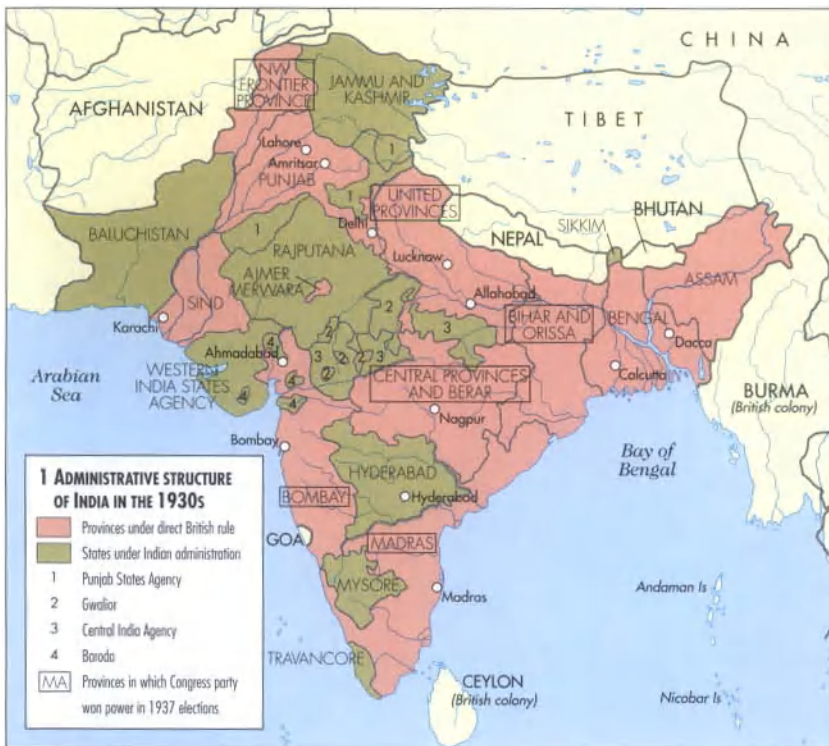 CHINA
NW
FRONTIER
PROVINCE
JAMMU AND
KASHMIR
AFGHANISTAN
TIBET
1
Lahore
Amritsar
PUNJAB
1
UNITED
PROVINCES
Delhi
BALUCHISTAN
1
RAJPUTANA
NEPAL
SIKKIM
BHUTAN
Lucknow
ASSAM
AJMER
MERWARA
SIND
Allahabad
2
Karachi
BIHAR AND
ORISSA
BENGAL
3
2
Dacca
4
Ahmadabad
3
2
2
3
Arabian
Sea
WESTERN
INDIA STATES
AGENCY
4
2
4
4
CENTRAL PROVINCES
AND BERAR
Calcutta
BURMA
(British colony)
Nagpur
Bombay
Bay of
Bengal
HYDERABAD
BOMBAY
Hyderabad
GOA
MADRAS
MYSORE
Madras
Andaman Is
TRAVANCORE
CEYLON
(British colony)
Nicobar Is
1 ADMINISTRATIVE STRUCTURE
OF INDIA IN THE 1930S
Provinces under direct British rule
States under Indian administration
1 Punjab States Agency
2 Gwalior
3 Central India Agency
4 Baroda
MA Provinces in which Congress party
won power in 1937 elections